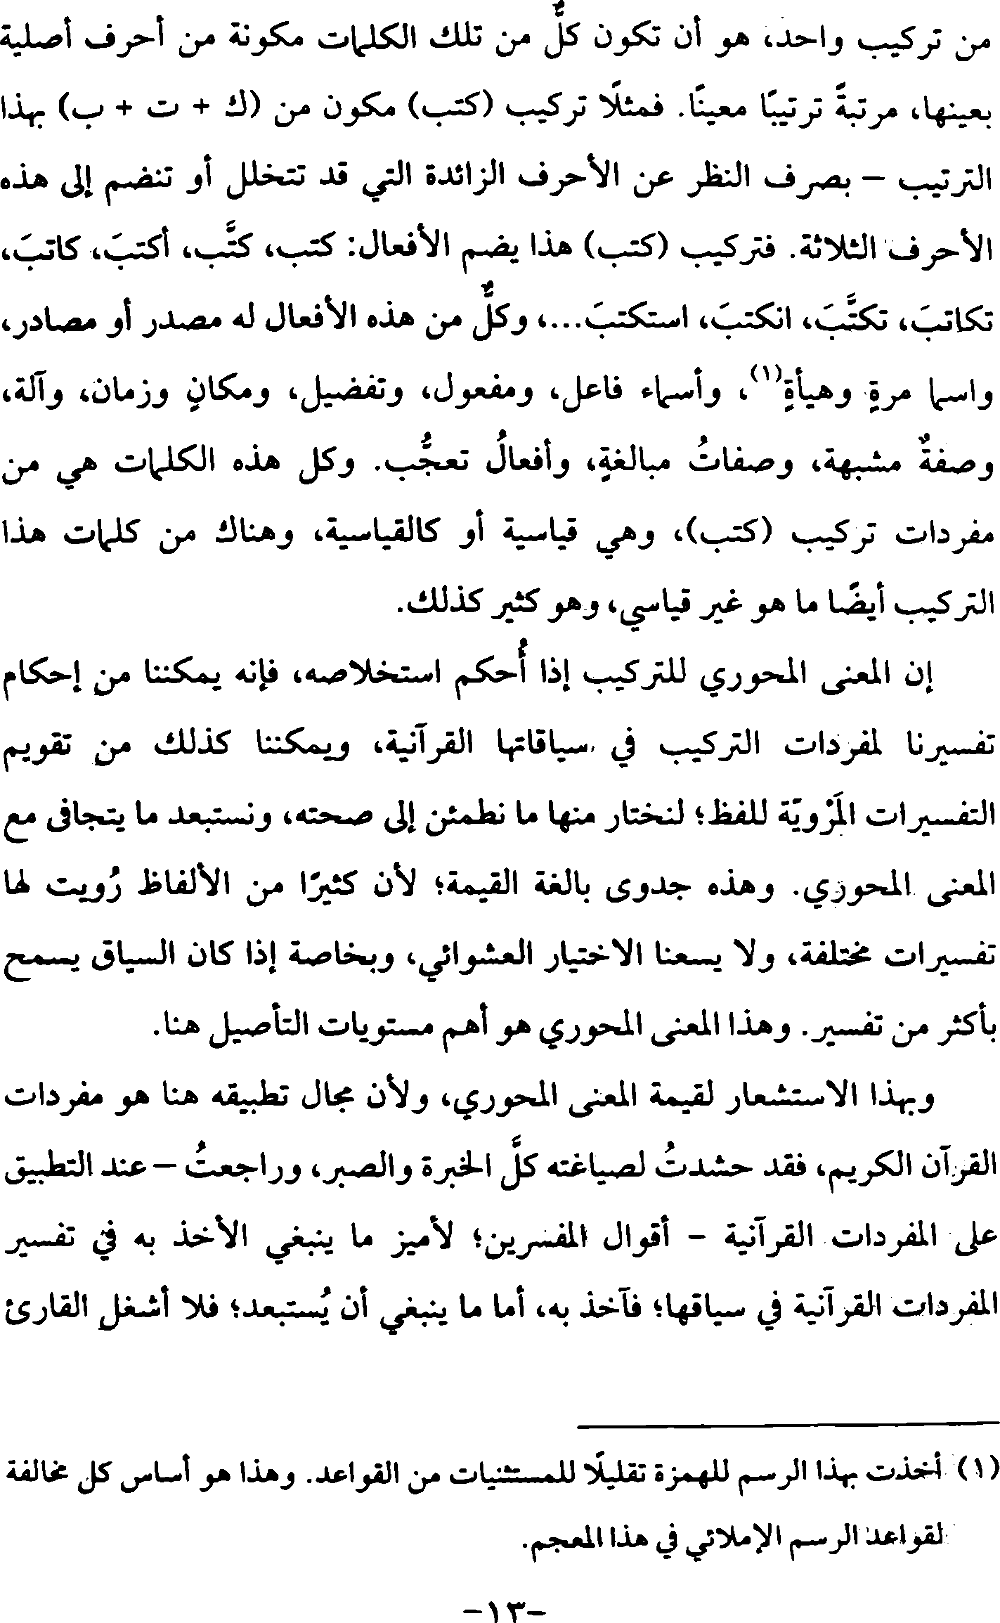 من تركيب واحد، هو أن تكون كلٌّ من تلك الكلمات مكونة من أحرف أصلية
بعينها، مرتبةً ترتيبًا معينًا. فمثلًا تركيب (كتب) مكون من (ك + ت + ب) بهذا
الترتيب – بصرف النظر عن الأحرف الزائدة التي قد تتخلل أو تنضم إلى هذه
الأحرف الثلاثة. فتركيب (كتب) هذا يضم الأفعال: كتب، كتَّب، أكتبَ، كاتبَ،
تكاتبَ، تكتَّبَ، انكتبَ، استكتبَ...، وكلٌّ من هذه الأفعال له مصدر أو مصادر،
واسما مرةٍ وهيأةٍ(١)، وأسماء فاعل، ومفعول، وتفضيل، ومكانٍ وزمان، وآلة،
وصفةٌ مشبهة، وصفاتُ مبالغةٍ، وأفعالُ تعجُّب. وكل هذه الكلمات هي من
مفردات تركيب (كتب)، وهي قياسية أو كالقياسية، وهناك من كلمات هذا
التركيب أيضًا ما هو غير قياسي، وهو كثير كذلك.
إن المعنى المحوري للتركيب إذا أُحكم استخلاصه، فإنه يمكننا من إحكام
تفسيرنا لمفردات التركيب في سياقاتها القرآنية، ويمكننا كذلك من تقويم
التفسيرات المَرْويّة للفظ؛ لنختار منها ما نطمئن إلى صحته، ونستبعد ما يتجافى مع
المعنى المحوري. وهذه جدوى بالغة القيمة؛ لأن كثيرًا من الألفاظ رُويت لها
تفسيرات مختلفة، ولا يسعنا الاختيار العشوائي، وبخاصة إذا كان السياق يسمح
بأكثر من تفسير. وهذا المعنى المحوري هو أهم مستويات التأصيل هنا.
وبهذا الاستشعار لقيمة المعنى المحوري، ولأن مجال تطبيقه هنا هو مفردات
القرآن الكريم، فقد حشدتُ لصياغته كلَّ الخبرة والصبر، وراجعتُ – عند التطبيق
على المفردات القرآنية – أقوال المفسرين؛ لأميز ما ينبغي الأخذ به في تفسير
المفردات القرآنية في سياقها؛ فآخذ به، أما ما ينبغي أن يُستبعد؛ فلا أشغل القارئ
(١) أخذت بهذا الرسم للهمزة تقليلًا للمستثنيات من القواعد. وهذا هو أساس كل مخالفة
لقواعد الرسم الإملائي في هذا المعجم.
-١٣-